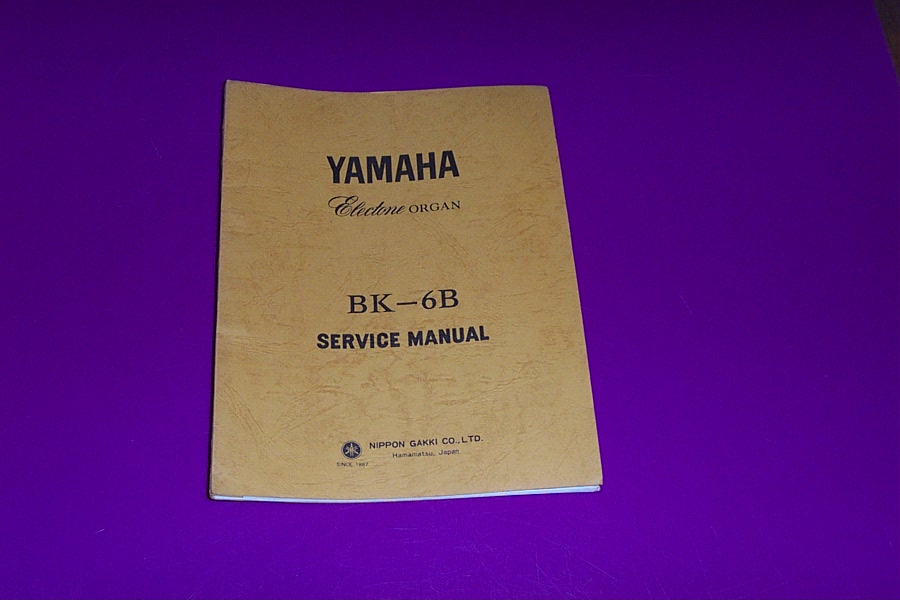 YAMAHA
Electone ORGAN
BK-6B
SERVICE MANUAL
NIPPON GAKKI CO., LTD.
Hamamatsu, Japan
SINCE 1887